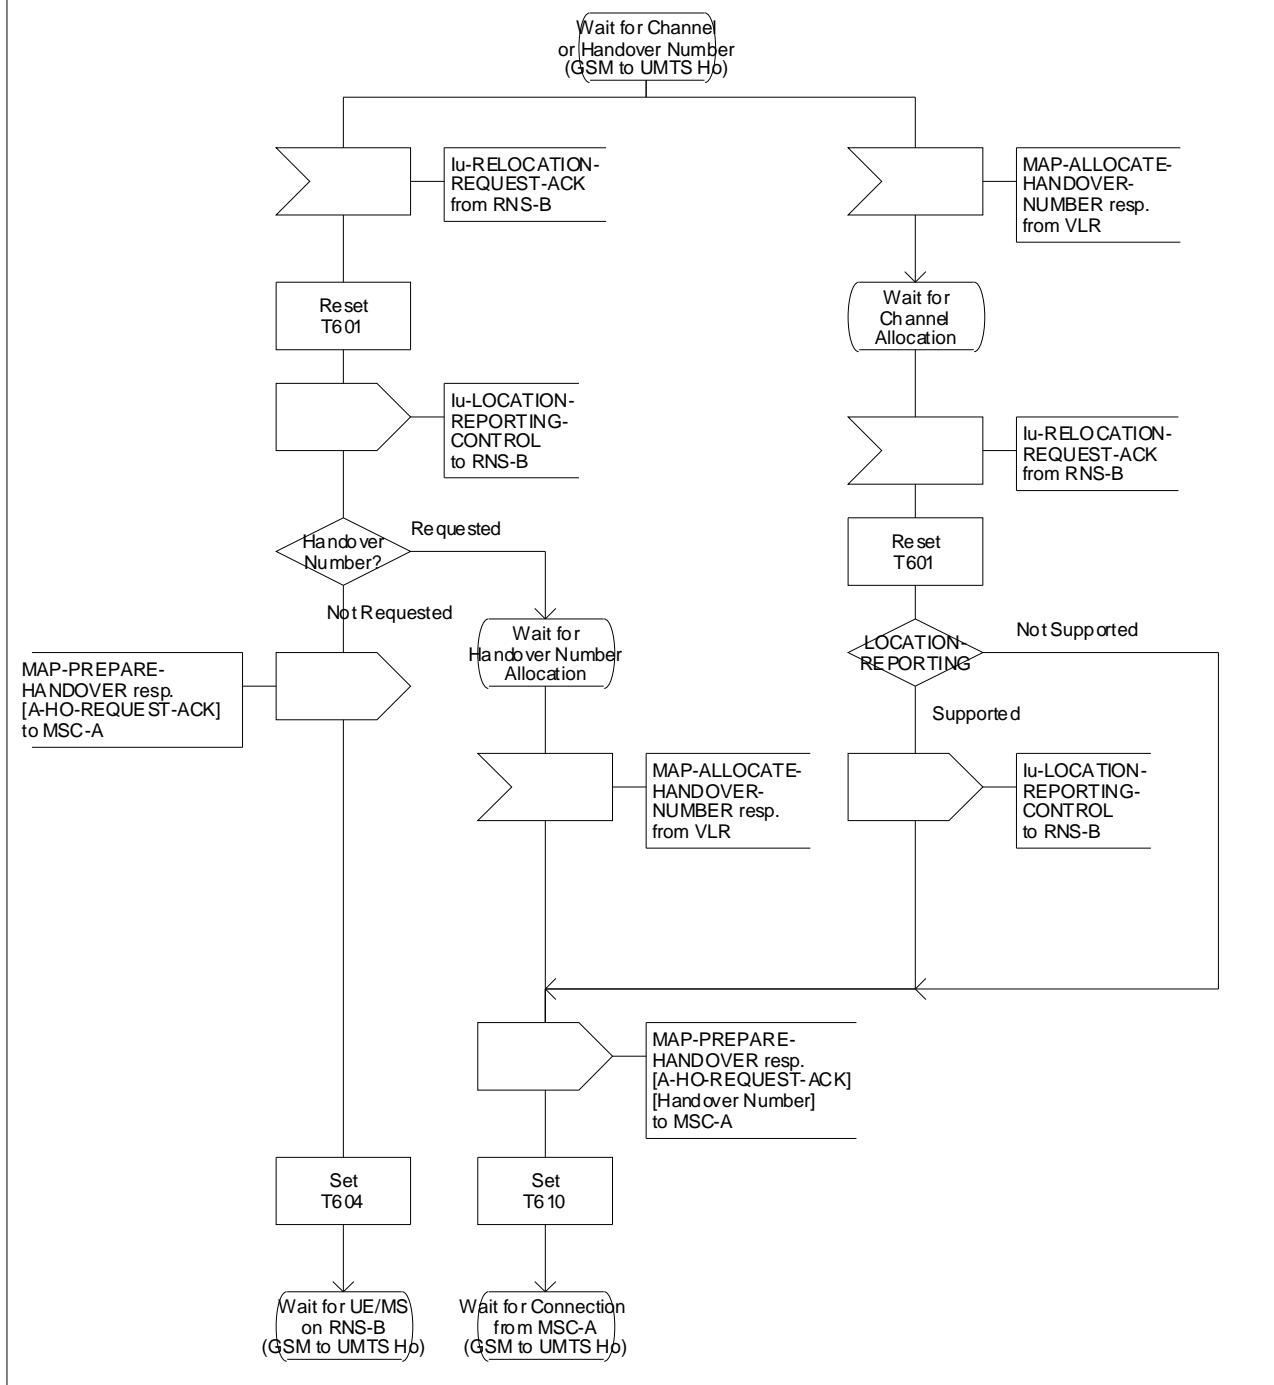 Wait for Channel
or Handover Number
(GSM to UMTS Ho)
Iu-RELOCATION-
REQUEST-ACK
from RNS-B
MAP-ALLOCATE-
HANDOVER-
NUMBER resp.
from VLR
Reset
T601
Wait for
Channel
Allocation
Iu-LOCATION-
REPORTING-
CONTROL
to RNS-B
Iu-RELOCATION-
REQUEST-ACK
from RNS-B
Handover
Number?
Requested
Not Requested
Reset
T601
Wait for
Handover Number
Allocation
LOCATION-
REPORTING
Not Supported
Supported
MAP-PREPARE-
HANDOVER resp.
[A-HO-REQUEST-ACK]
to MSC-A
MAP-ALLOCATE-
HANDOVER-
NUMBER resp.
from VLR
Iu-LOCATION-
REPORTING-
CONTROL
to RNS-B
MAP-PREPARE-
HANDOVER resp.
[A-HO-REQUEST-ACK]
[Handover Number]
to MSC-A
Set
T604
Set
T610
Wait for UE/MS
on RNS-B
(GSM to UMTS Ho)
Wait for Connection
from MSC-A
(GSM to UMTS Ho)